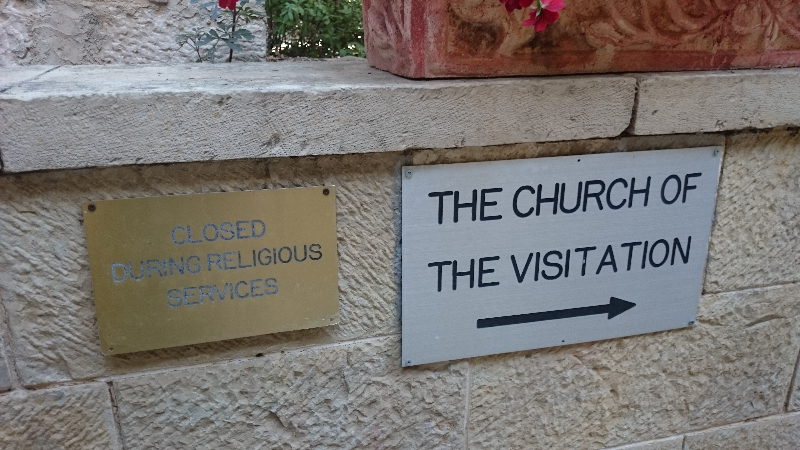 CLOSED
DURING RELIGIOUS
SERVICES
THE CHURCH OF
THE VISITATION